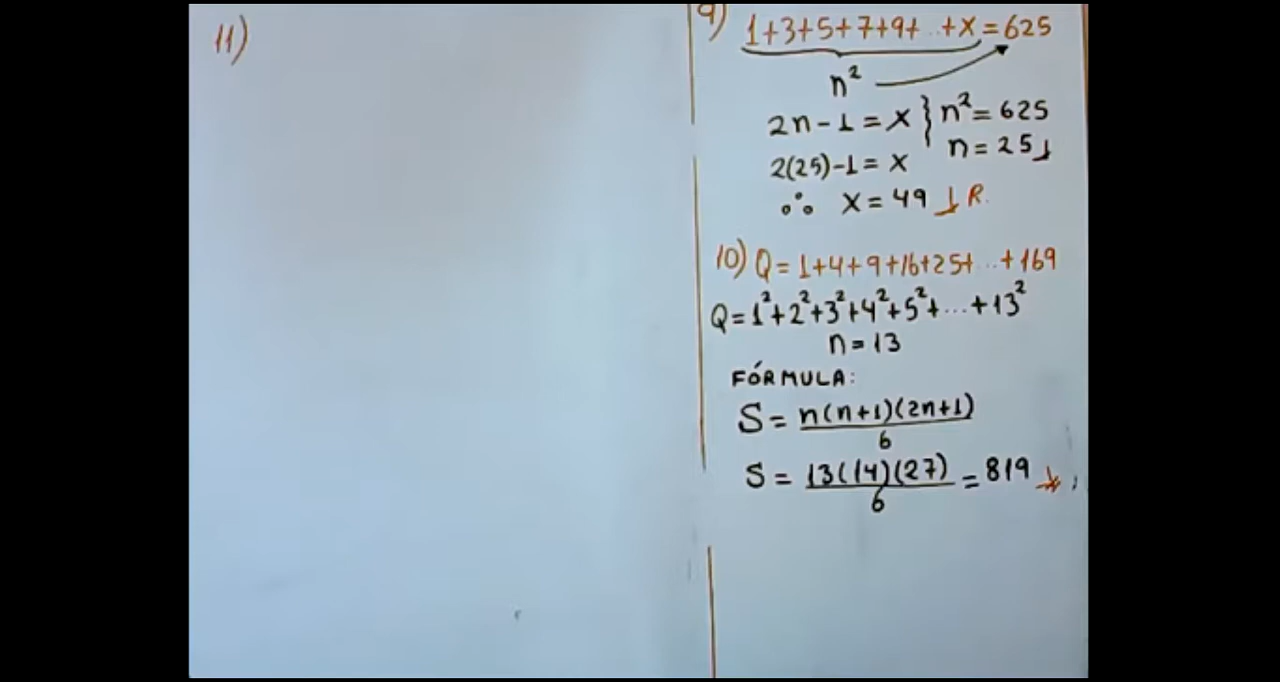 11)
9) 1+3+5+7+9+...+x=625
n²
2n-1=x } n²=625
n=25
2(25)-1=x
∴ x=49 R.
10) Q=1+4+9+16+25+...+169
Q=1²+2²+3²+4²+5²+...+13²
n=13
FÓRMULA:
S=n(n+1)(2n+1)/6
S=13(14)(27)/6=819